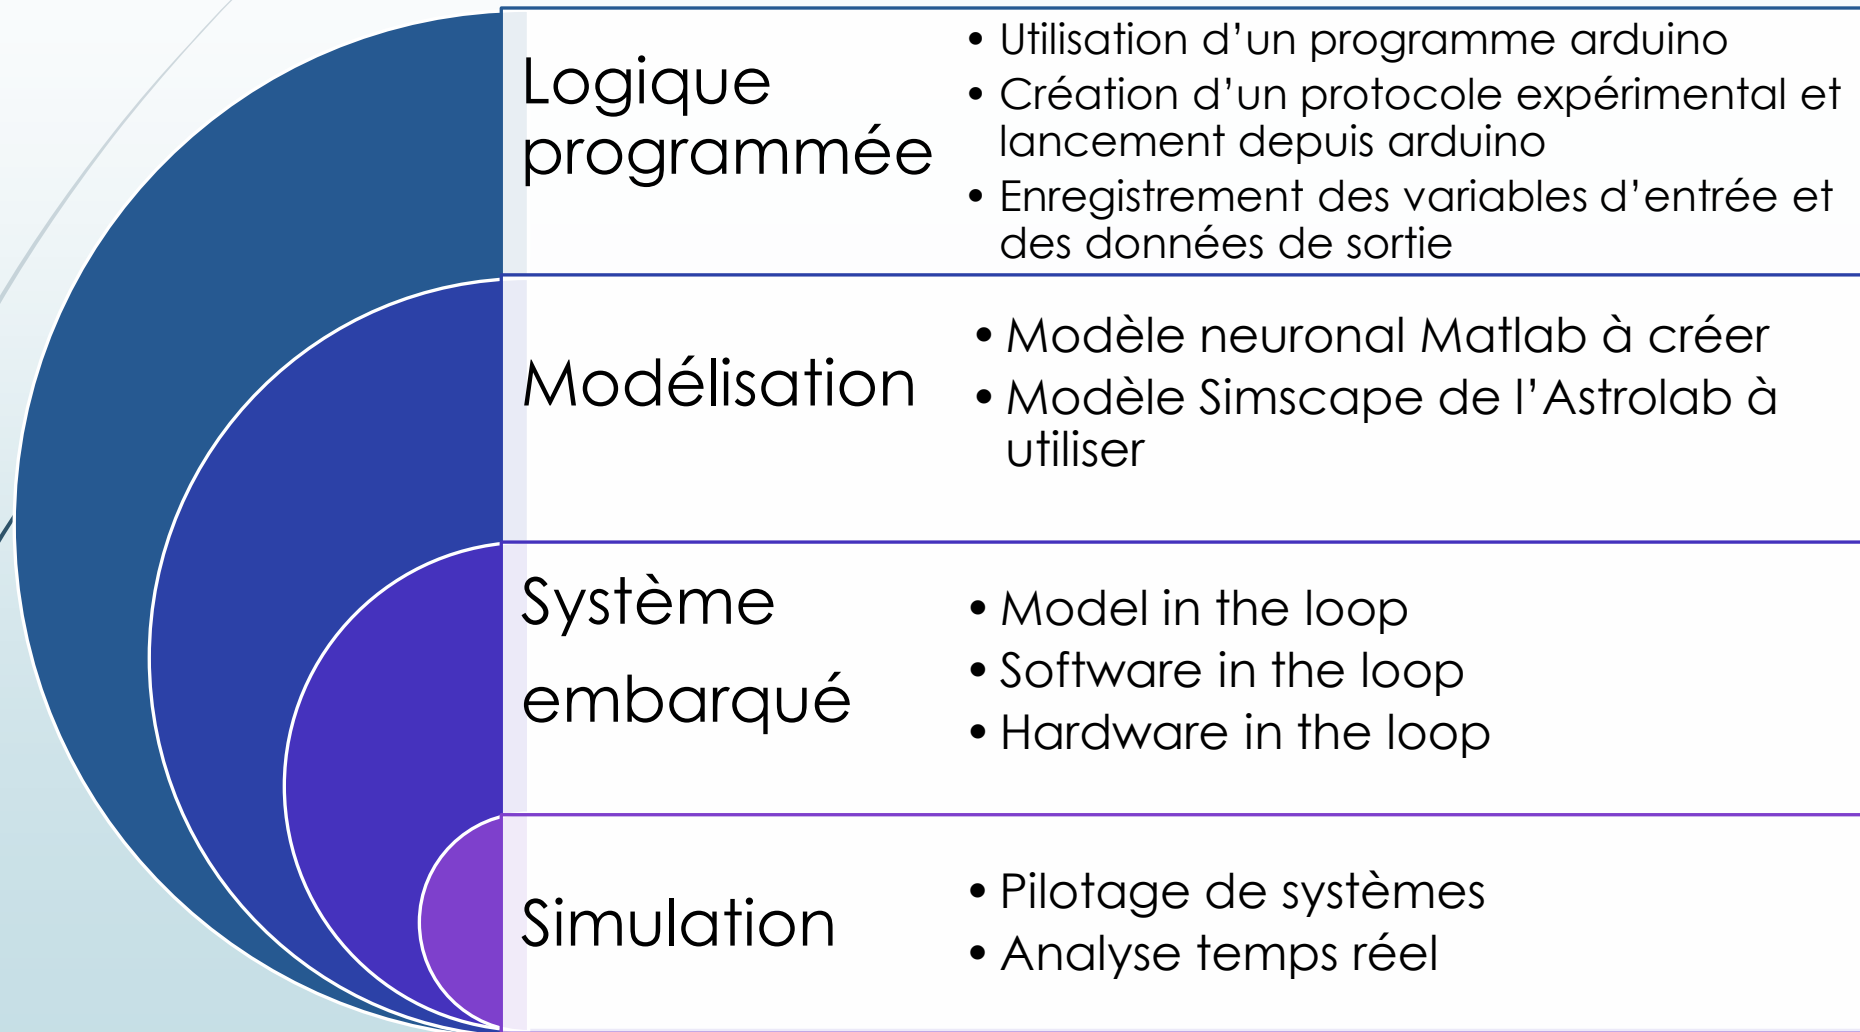 Logique
programmée
• Utilisation d’un programme arduino
• Création d’un protocole expérimental et
lancement depuis arduino
• Enregistrement des variables d’entrée et
des données de sortie
Modélisation
• Modèle neuronal Matlab à créer
• Modèle Simscape de l’Astrolab à
utiliser
Système
embarqué
• Model in the loop
• Software in the loop
• Hardware in the loop
Simulation
• Pilotage de systèmes
• Analyse temps réel